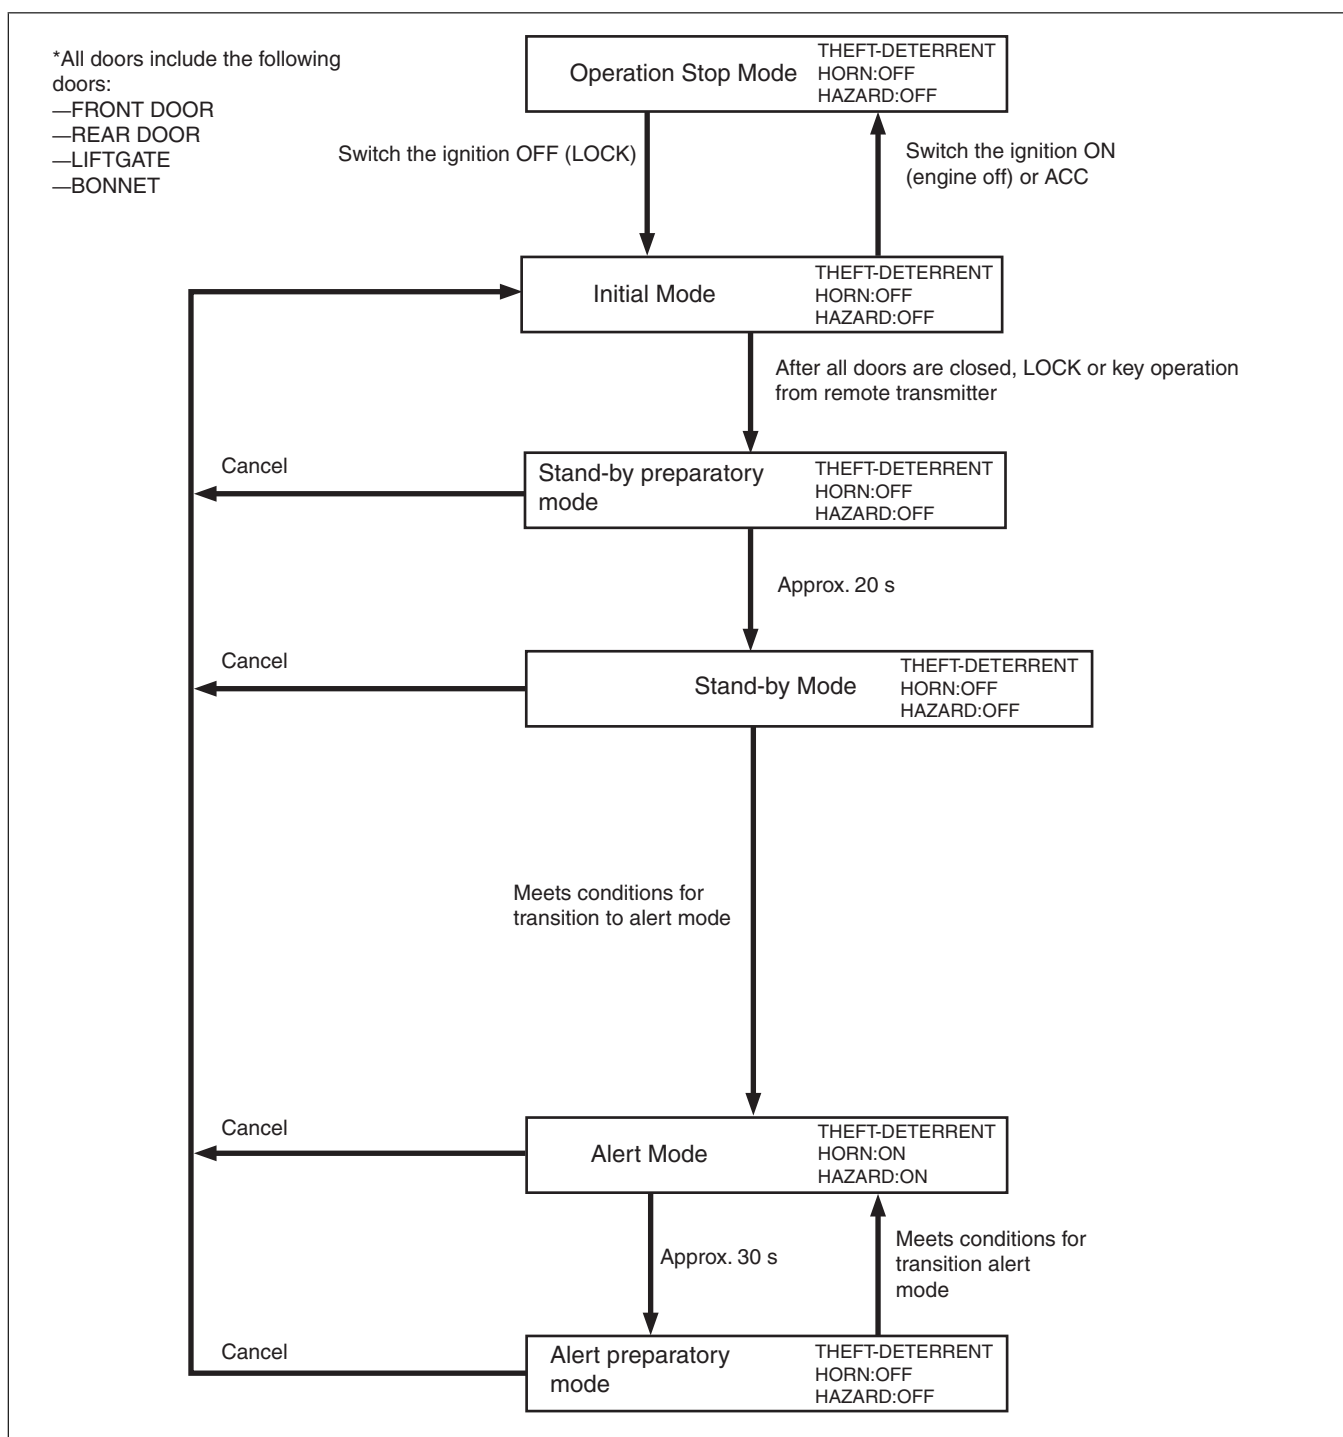 *All doors include the following
doors:
—FRONT DOOR
—REAR DOOR
—LIFTGATE
—BONNET
Operation Stop Mode
THEFT-DETERRENT
HORN:OFF
HAZARD:OFF
Switch the ignition OFF (LOCK)
Switch the ignition ON
(engine off) or ACC
Initial Mode
THEFT-DETERRENT
HORN:OFF
HAZARD:OFF
After all doors are closed, LOCK or key operation
from remote transmitter
Cancel
Stand-by preparatory
mode
THEFT-DETERRENT
HORN:OFF
HAZARD:OFF
Approx. 20 s
Cancel
Stand-by Mode
THEFT-DETERRENT
HORN:OFF
HAZARD:OFF
Meets conditions for
transition to alert mode
Cancel
Alert Mode
THEFT-DETERRENT
HORN:ON
HAZARD:ON
Approx. 30 s
Meets conditions for
transition alert
mode
Cancel
Alert preparatory
mode
THEFT-DETERRENT
HORN:OFF
HAZARD:OFF